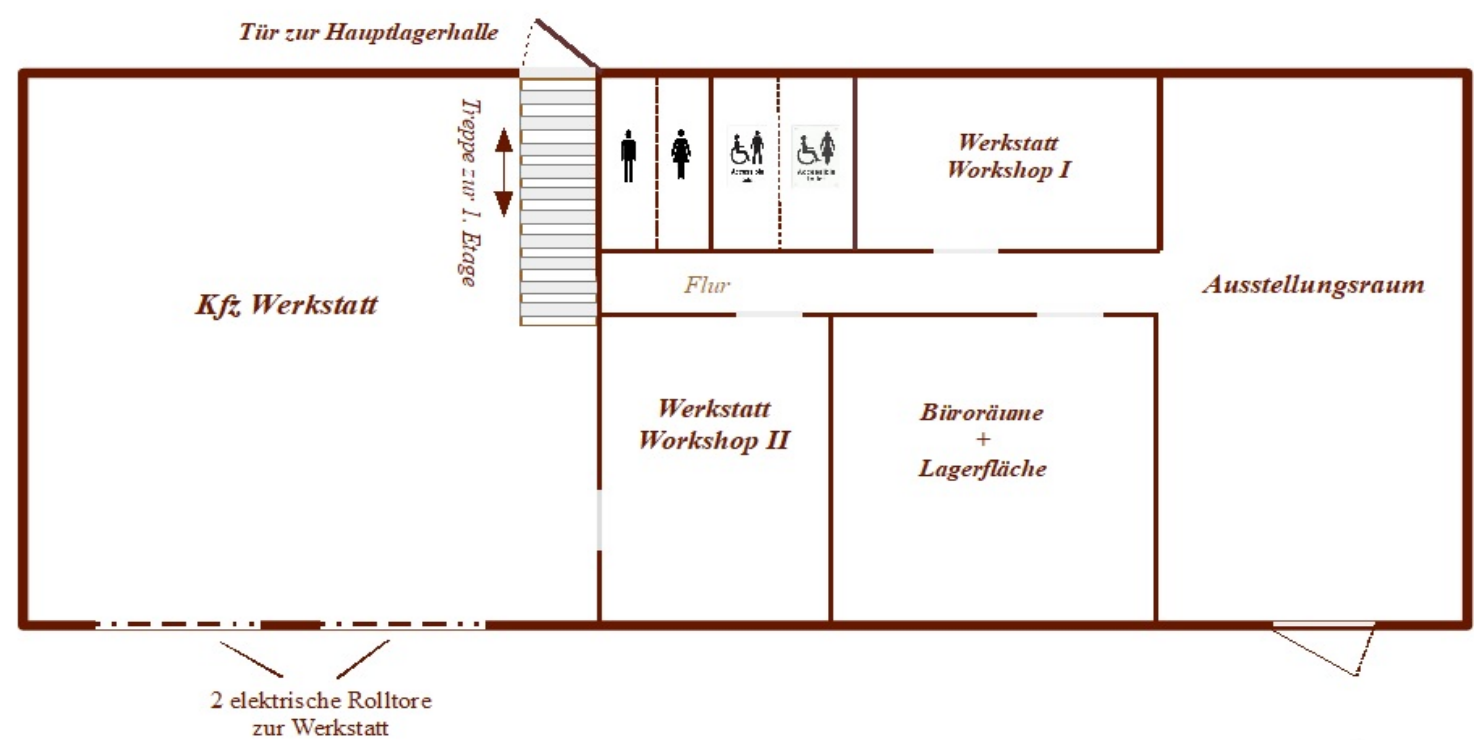 Tür zur Hauptlagerhalle
Treppe zur 1. Etage
Werkstatt
Workshop I
Kfz Werkstatt
Flur
Ausstellungsraum
Werkstatt
Workshop II
Büroräume
+
Lagerfläche
2 elektrische Rolltore
zur Werkstatt